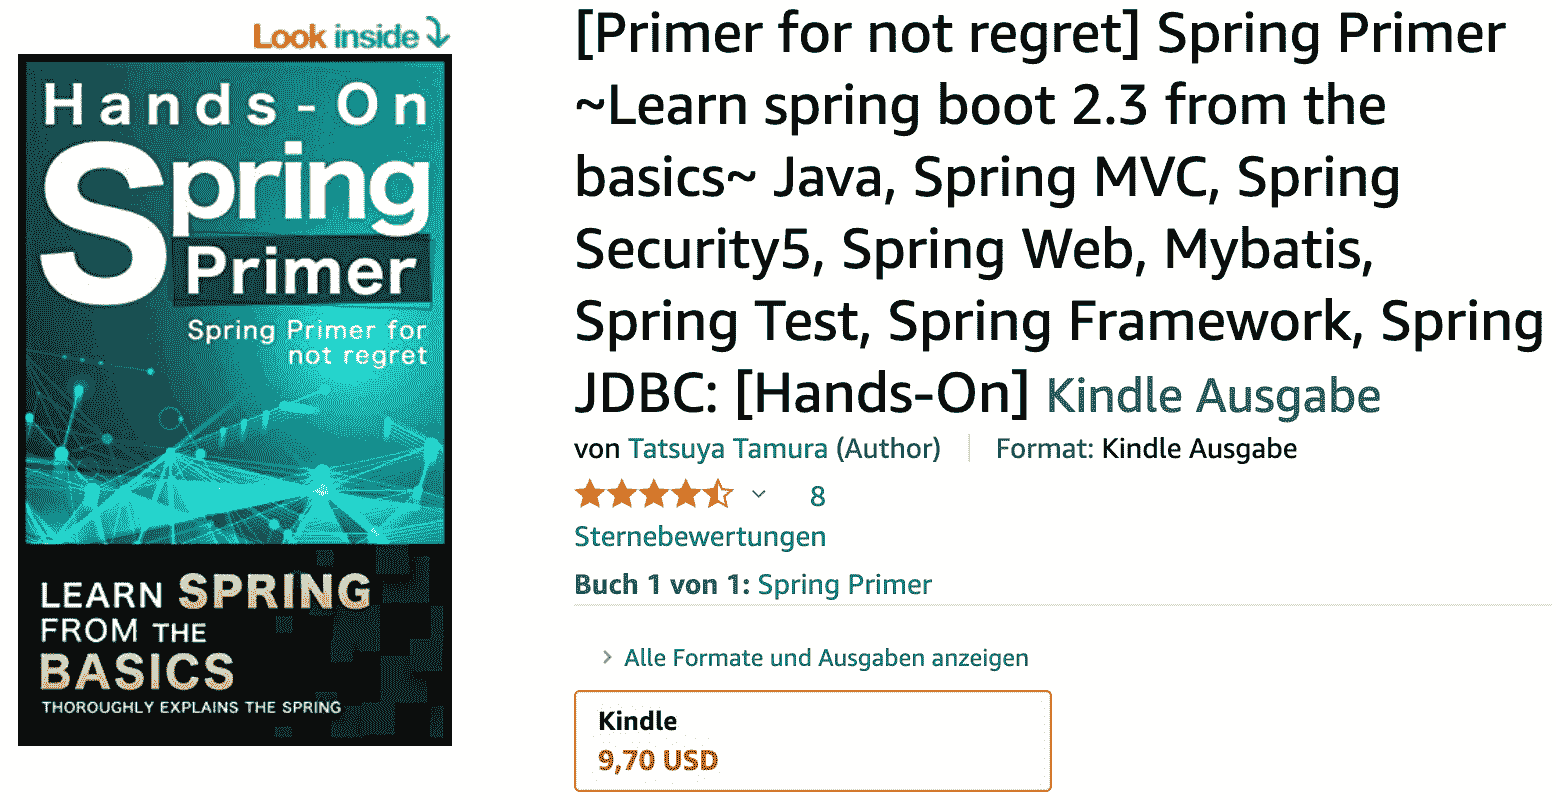 Look inside
Hands-On
Spring
Primer
Spring Primer for
not regret
LEARN SPRING
FROM THE
BASICS
THOROUGHLY EXPLAINS THE SPRING
[Primer for not regret] Spring Primer
~Learn spring boot 2.3 from the
basics~ Java, Spring MVC, Spring
Security5, Spring Web, Mybatis,
Spring Test, Spring Framework, Spring
JDBC: [Hands-On] Kindle Ausgabe
von Tatsuya Tamura (Author) Format: Kindle Ausgabe
8
Sternebewertungen
Buch 1 von 1: Spring Primer
Alle Formate und Ausgaben anzeigen
Kindle
9,70 USD